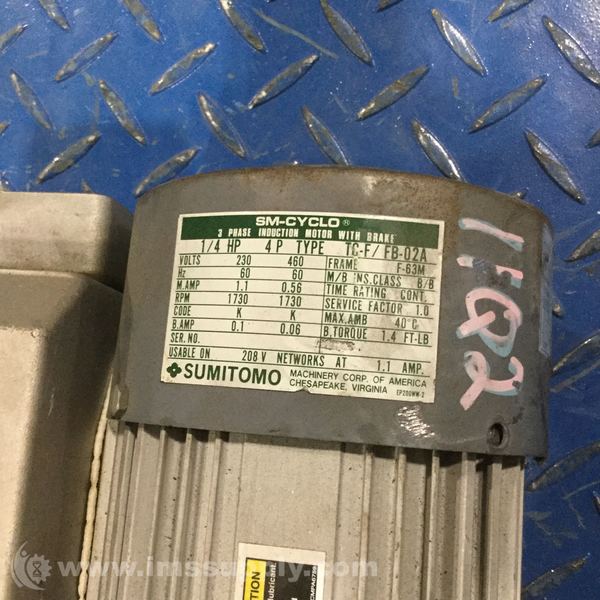 SM-CYCLO®
3 PHASE INDUCTION MOTOR WITH BRAKE
1/4 HP 4 P TYPE TC-F/ FB-02A
VOLTS 230 460 FRAME F-63M
Hz 60 60 M/B INS.CLASS B/B
M.AMP 1.1 0.56 TIME RATING CONT.
RPM 1730 1730 SERVICE FACTOR 1.0
CODE K K MAX.AMB 40°C
B.AMP 0.1 0.06 B.TORQUE 1.4 FT-LB
SER.NO.
USABLE ON 208 V NETWORKS AT 1.1 AMP.
SUMITOMO MACHINERY CORP. OF AMERICA
CHESAPEAKE, VIRGINIA EP200WW-2
lubricant
www.imssupply.com